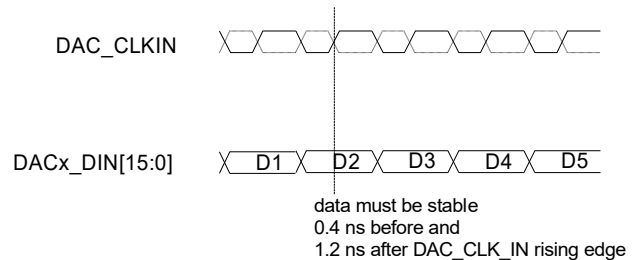 DAC_CLKIN
DACx_DIN[15:0]
D1 D2 D3 D4 D5
data must be stable
0.4 ns before and
1.2 ns after DAC_CLK_IN rising edge